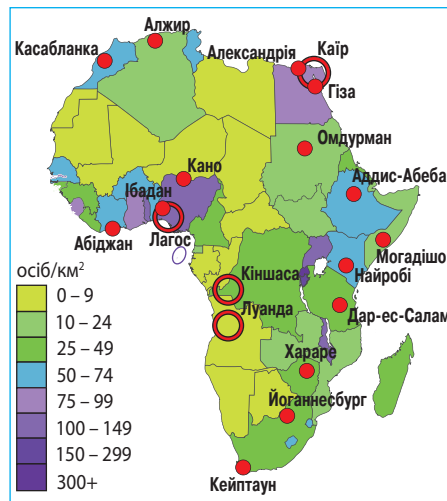 Алжир
Касабланка
Александрія
Каїр
Гіза
Омдурман
Кано
Ібадан
Аддис-Абеба
Абіджан
Лагос
Могадішо
Кіншаса
Найробі
Луанда
Дар-ес-Салам
Хараре
Йоганнесбург
Кейптаун
осіб/км²
0 – 9
10 – 24
25 – 49
50 – 74
75 – 99
100 – 149
150 – 299
300+